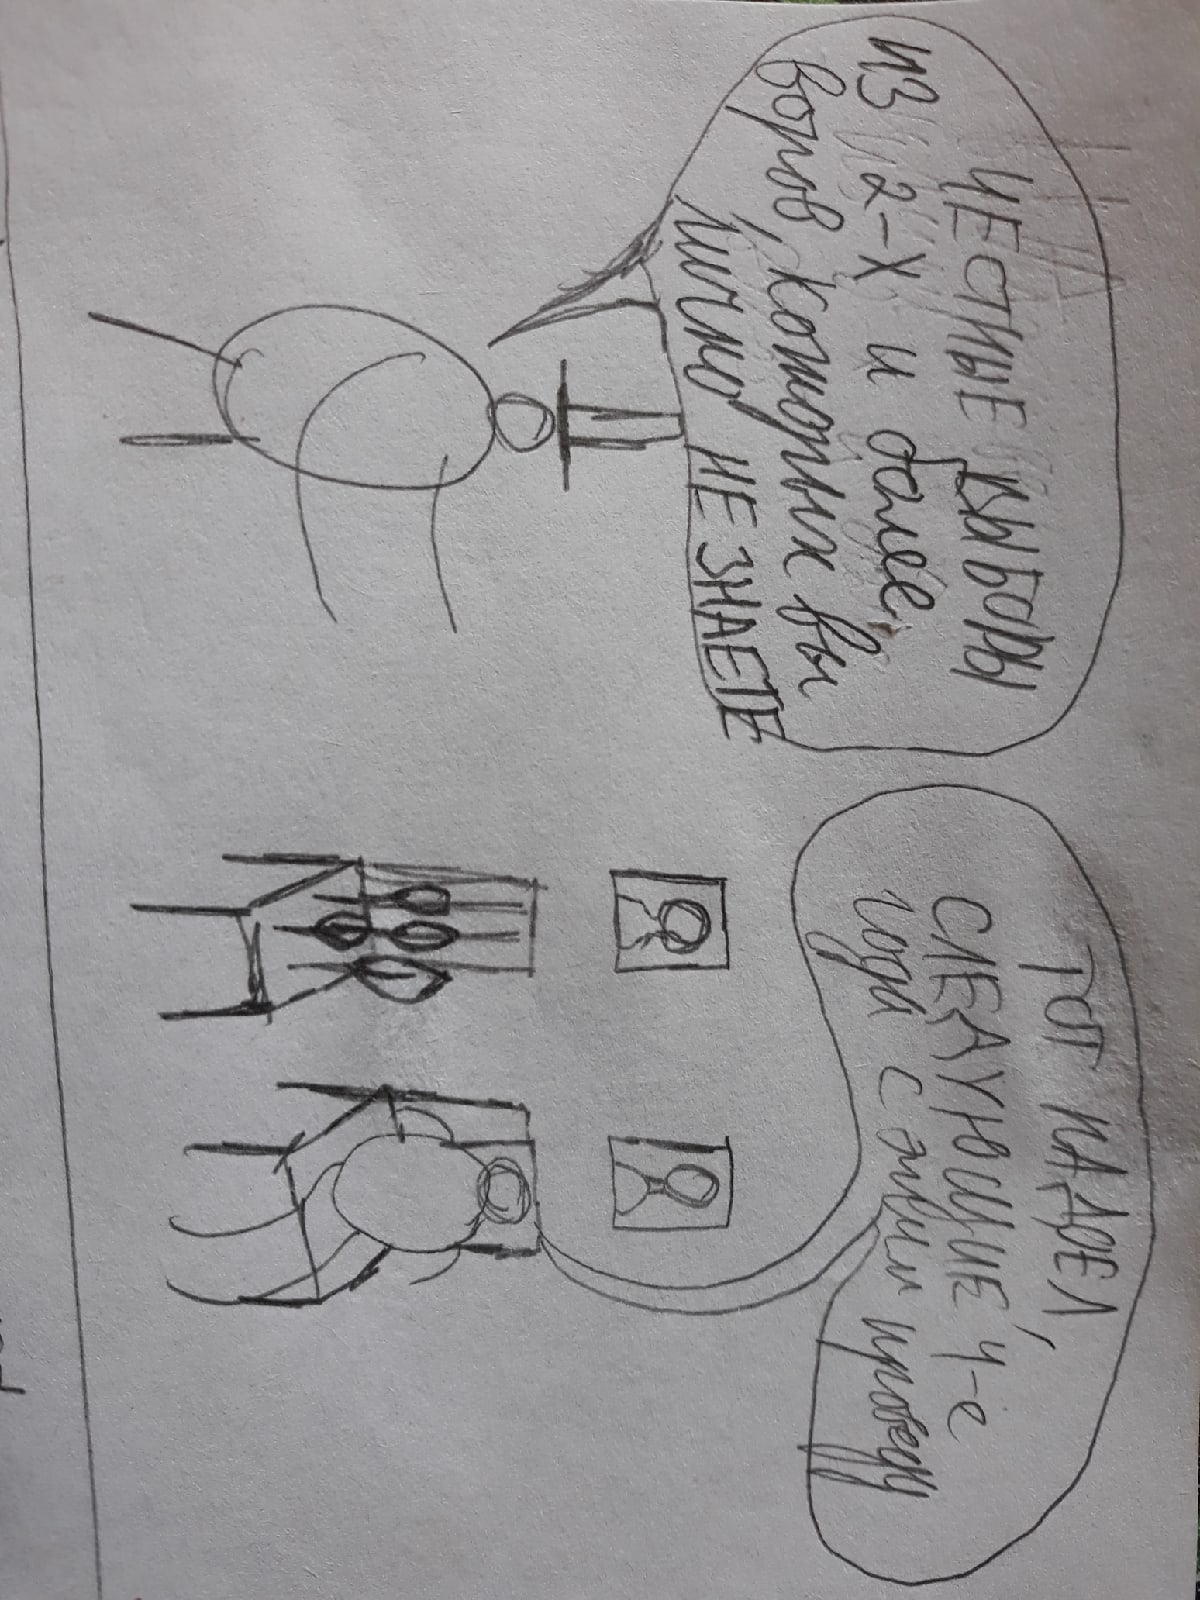 ЧЕСТНЫЕ ВЫБОРЫ
из 2-х и более
воров, которых вы
лично НЕ ЗНАЕТЕ
ТОТ НАДОЕЛ,
СЛЕДУЮЩИЕ 4-е
года с этим проведу